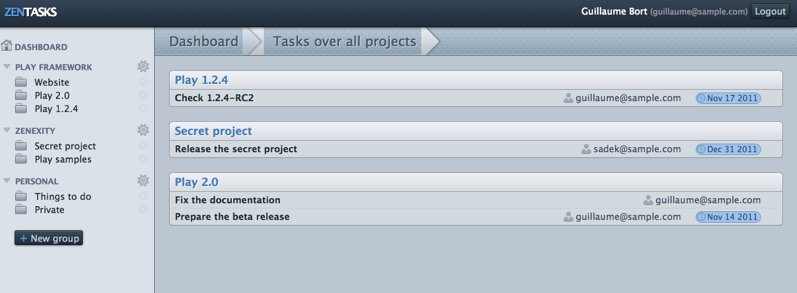 ZENTASKS
Guillaume Bort (guillaume@sample.com) Logout
DASHBOARD
PLAY FRAMEWORK
Website
Play 2.0
Play 1.2.4
ZENEXITY
Secret project
Play samples
PERSONAL
Things to do
Private
+ New group
Dashboard Tasks over all projects
Play 1.2.4
Check 1.2.4-RC2 guillaume@sample.com Nov 17 2011
Secret project
Release the secret project sadek@sample.com Dec 31 2011
Play 2.0
Fix the documentation guillaume@sample.com
Prepare the beta release guillaume@sample.com Nov 14 2011